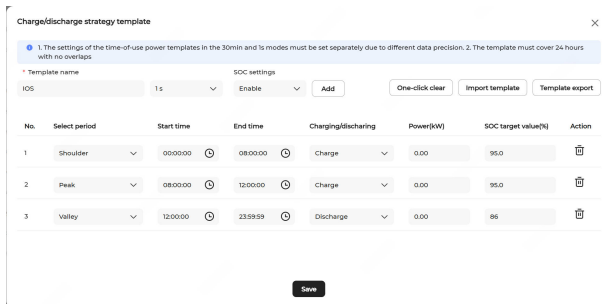 Charge/discharge strategy template
1. The settings of the time-of-use power templates in the 30min and 1s modes must be set separately due to different data precision. 2. The template must cover 24 hours
with no overlaps
* Template name SOC settings
IOS 1 s Enable Add One-click clear Import template Template export
No. Select period Start time End time Charging/discharing Power(kW) SOC target value(%) Action
1 Shoulder 00:00:00 08:00:00 Charge 0.00 95.0
2 Peak 08:00:00 12:00:00 Charge 0.00 95.0
3 Valley 12:00:00 23:59:59 Discharge 0.00 86
Save